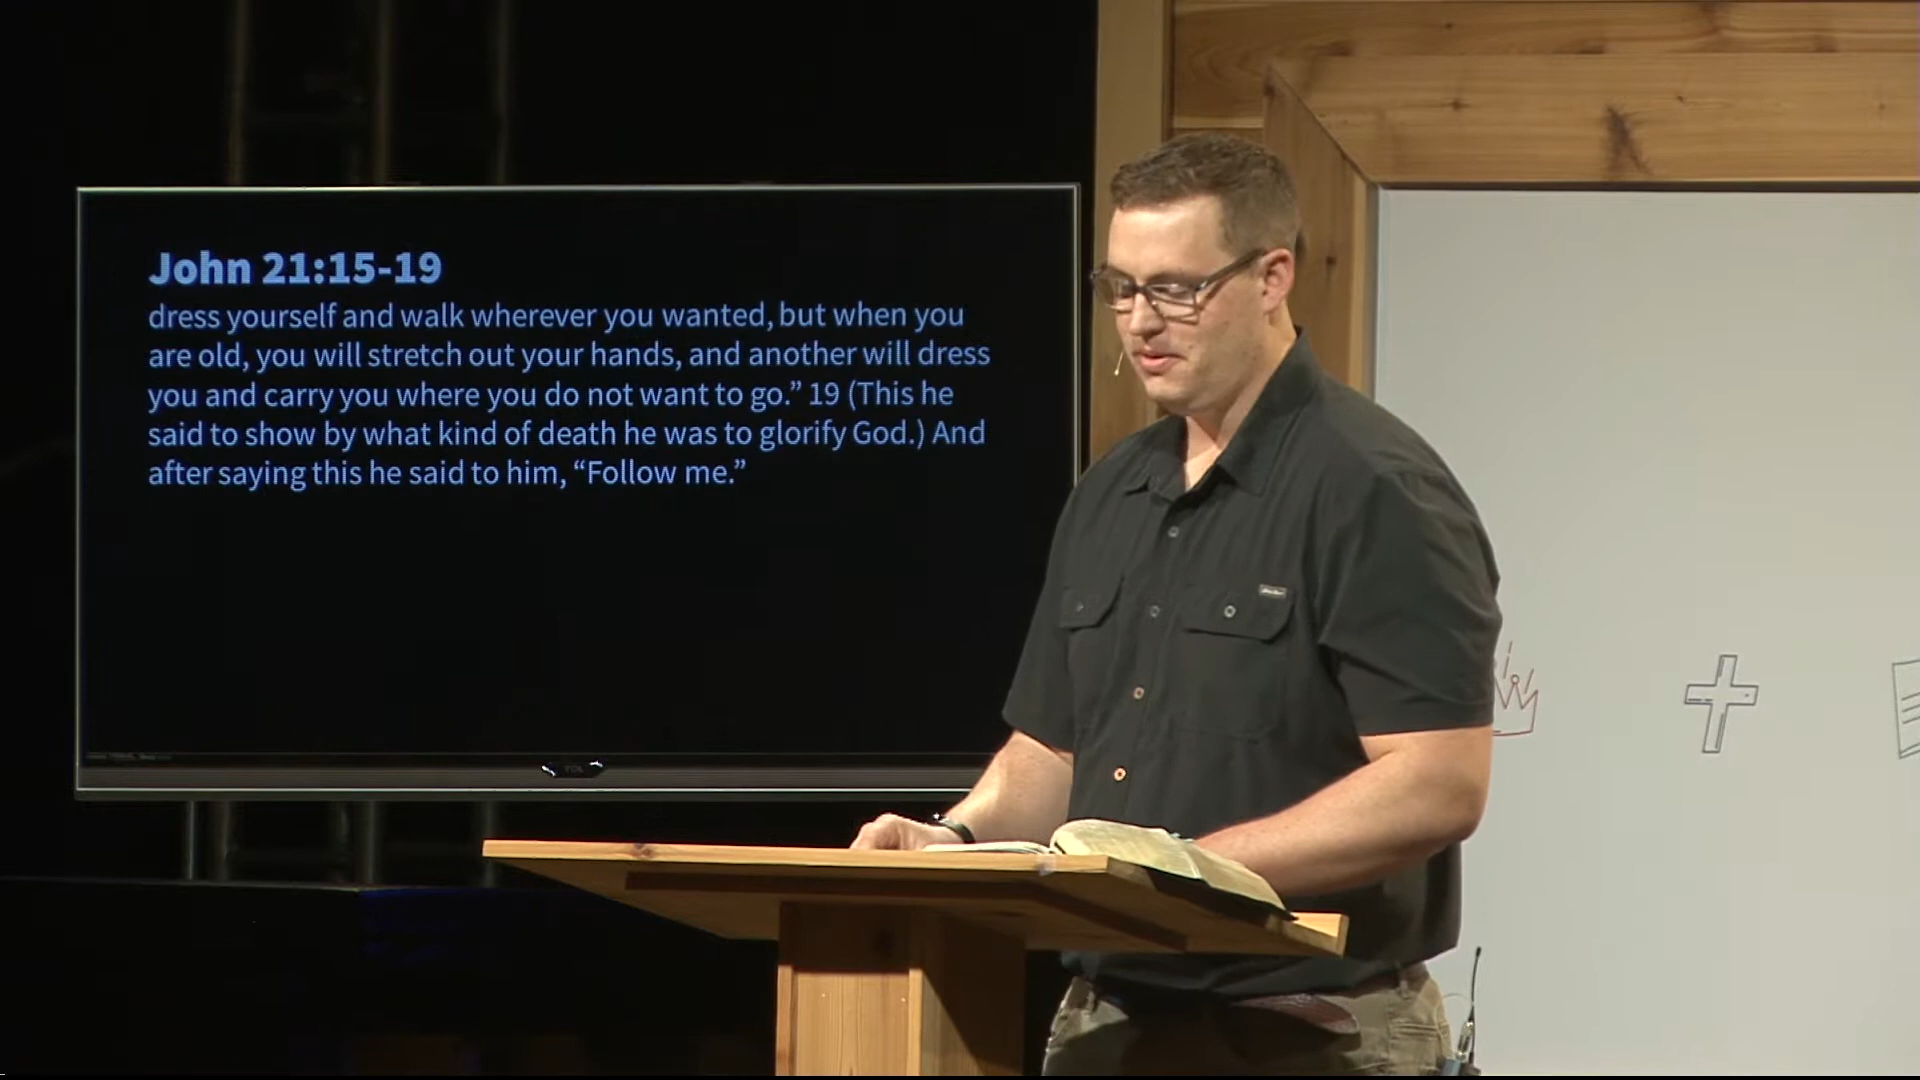 John 21:15-19
dress yourself and walk wherever you wanted, but when you
are old, you will stretch out your hands, and another will dress
you and carry you where you do not want to go.” 19 (This he
said to show by what kind of death he was to glorify God.) And
after saying this he said to him, “Follow me.”
TCL